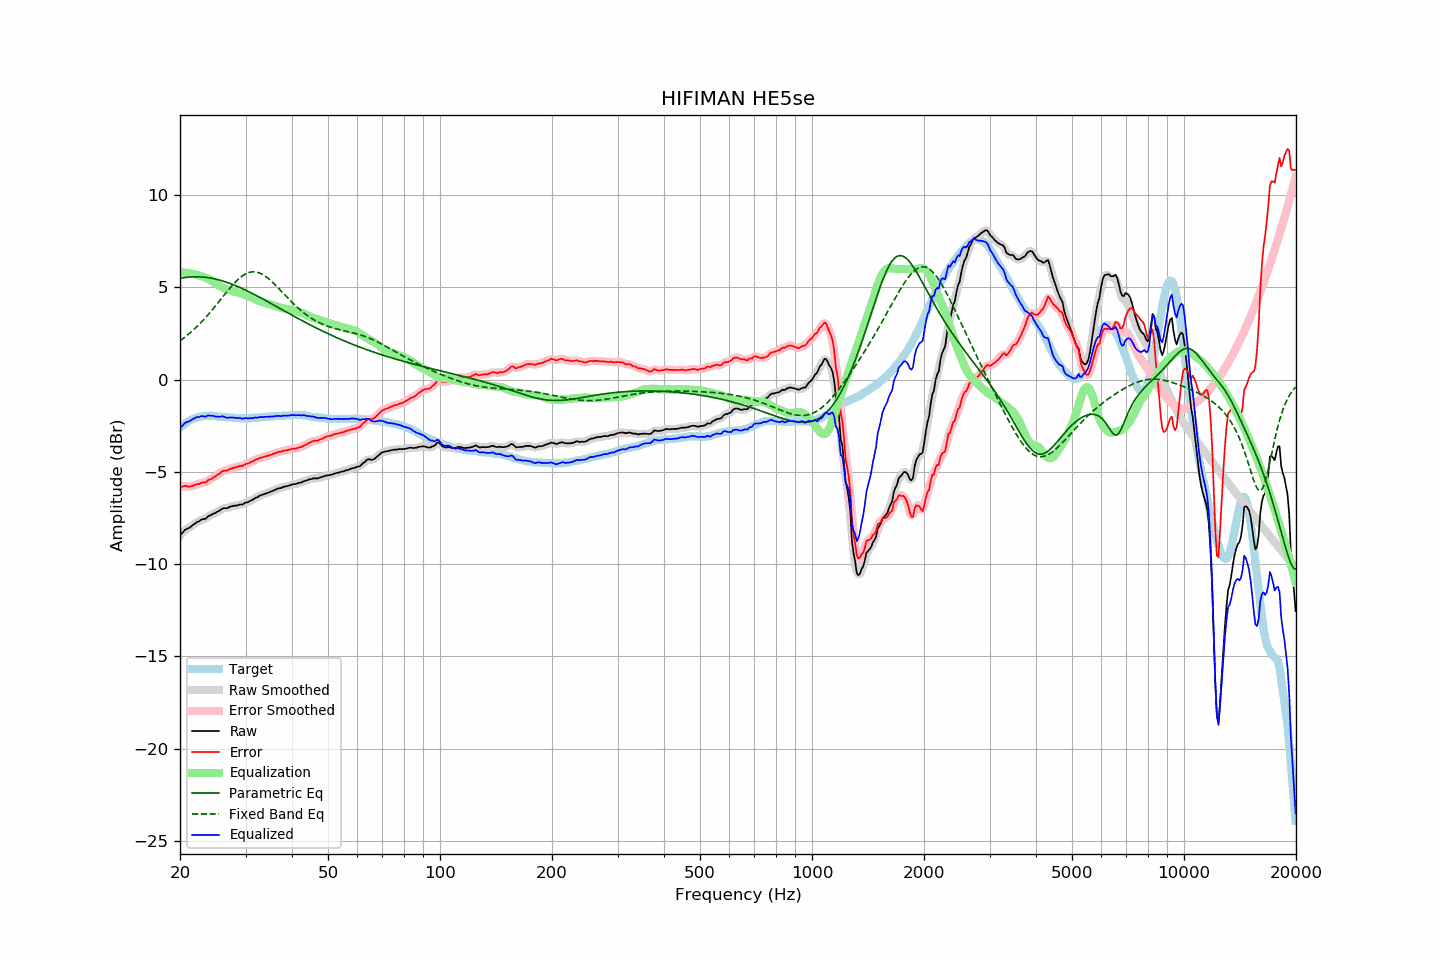 HIFIMAN HE5se
Amplitude (dBr)
10
5
0
−5
−10
−15
−20
−25
Target
Raw Smoothed
Error Smoothed
Raw
Error
Equalization
Parametric Eq
Fixed Band Eq
Equalized
20 50 100 200 500 1000 2000 5000 10000 20000
Frequency (Hz)